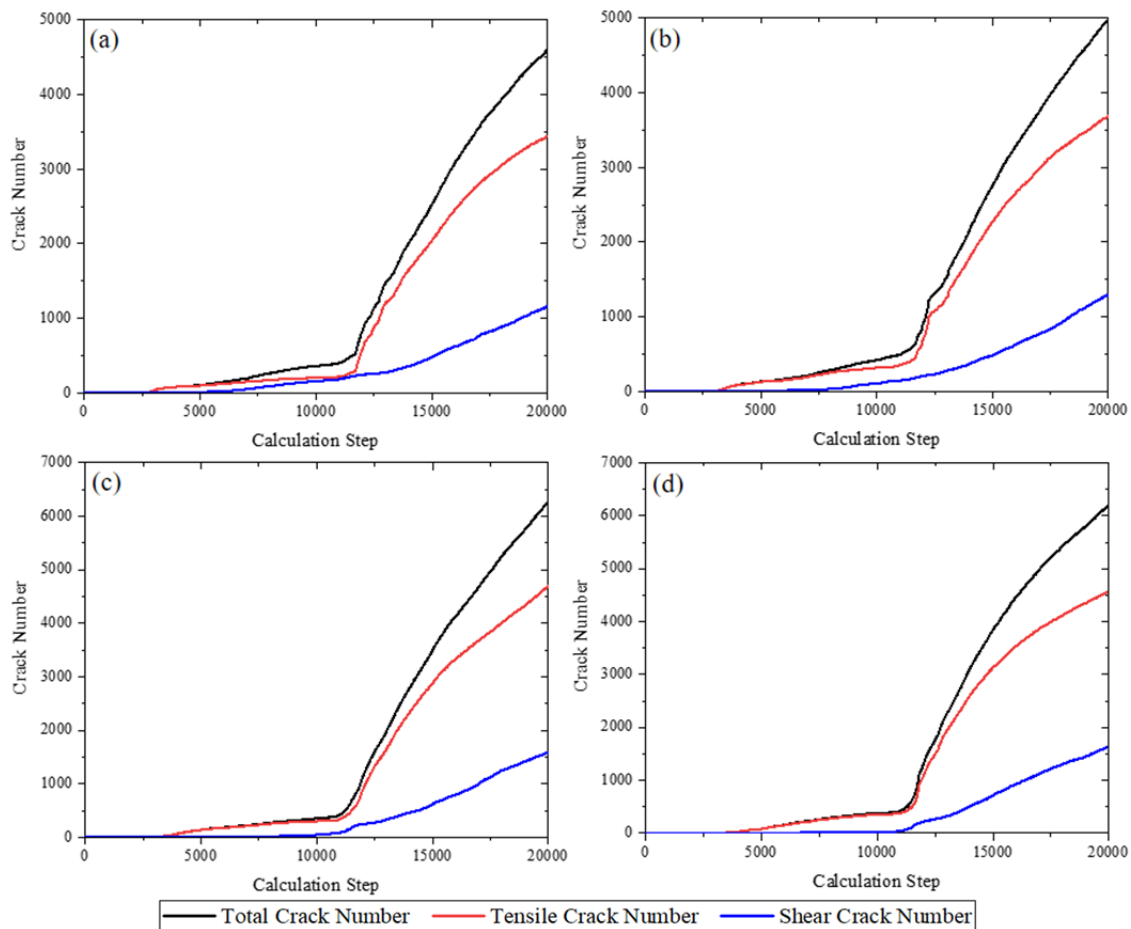 (a)
5000
4000
3000
2000
1000
0
Crack Number
0 5000 10000 15000 20000
Calculation Step
(b)
5000
4000
3000
2000
1000
0
Crack Number
0 5000 10000 15000 20000
Calculation Step
(c)
7000
6000
5000
4000
3000
2000
1000
0
Crack Number
0 5000 10000 15000 20000
Calculation Step
(d)
7000
6000
5000
4000
3000
2000
1000
0
Crack Number
0 5000 10000 15000 20000
Calculation Step
Total Crack Number Tensile Crack Number Shear Crack Number